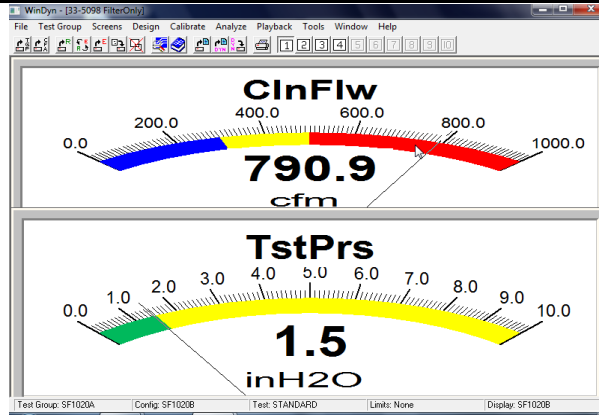 WinDyn - [33-5098 FilterOnly]
File Test Group Screens Design Calibrate Analyze Playback Tools Window Help
1 2 3 4 5 6 7 8 9 10
ClnFlw
0.0 200.0 400.0 600.0 800.0 1000.0
790.9
cfm
TstPrs
0.0 1.0 2.0 3.0 4.0 5.0 6.0 7.0 8.0 9.0 10.0
1.5
inH2O
Test Group: SF1020A Config: SF1020B Test: STANDARD Limits: None Display: SF1020B